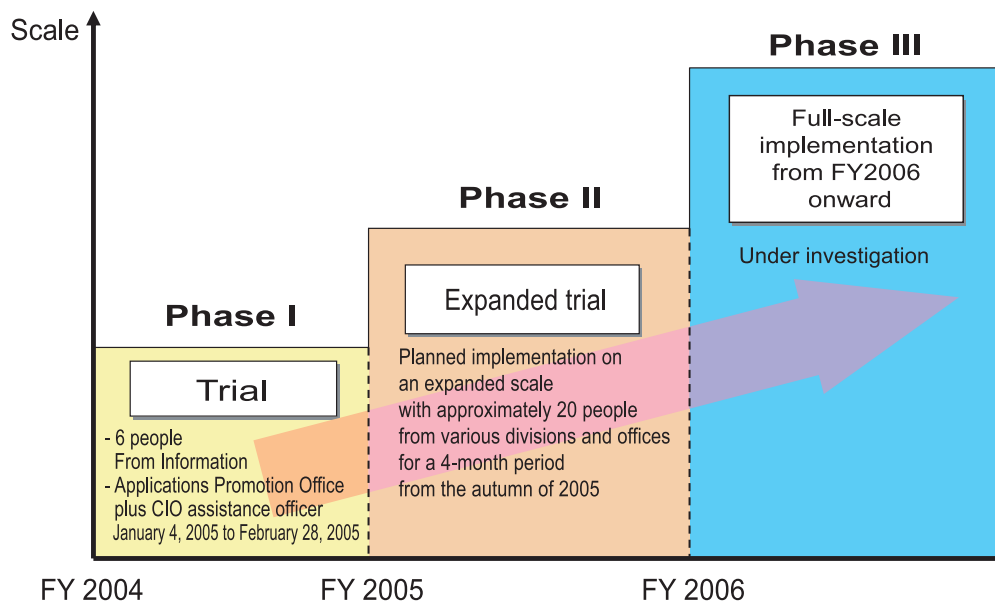 Scale
Phase I
Trial
- 6 people
From Information
- Applications Promotion Office
plus CIO assistance officer
January 4, 2005 to February 28, 2005
Phase II
Expanded trial
Planned implementation on
an expanded scale
with approximately 20 people
from various divisions and offices
for a 4-month period
from the autumn of 2005
Phase III
Full-scale
implementation
from FY2006
onward
Under investigation
FY 2004
FY 2005
FY 2006